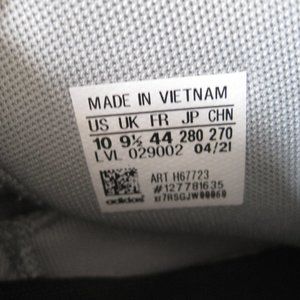 MADE IN VIETNAM
US UK FR JP CHN
10 9½ 44 280 270
LVL 029002 04/21
ART H67723
#127781635
adidas